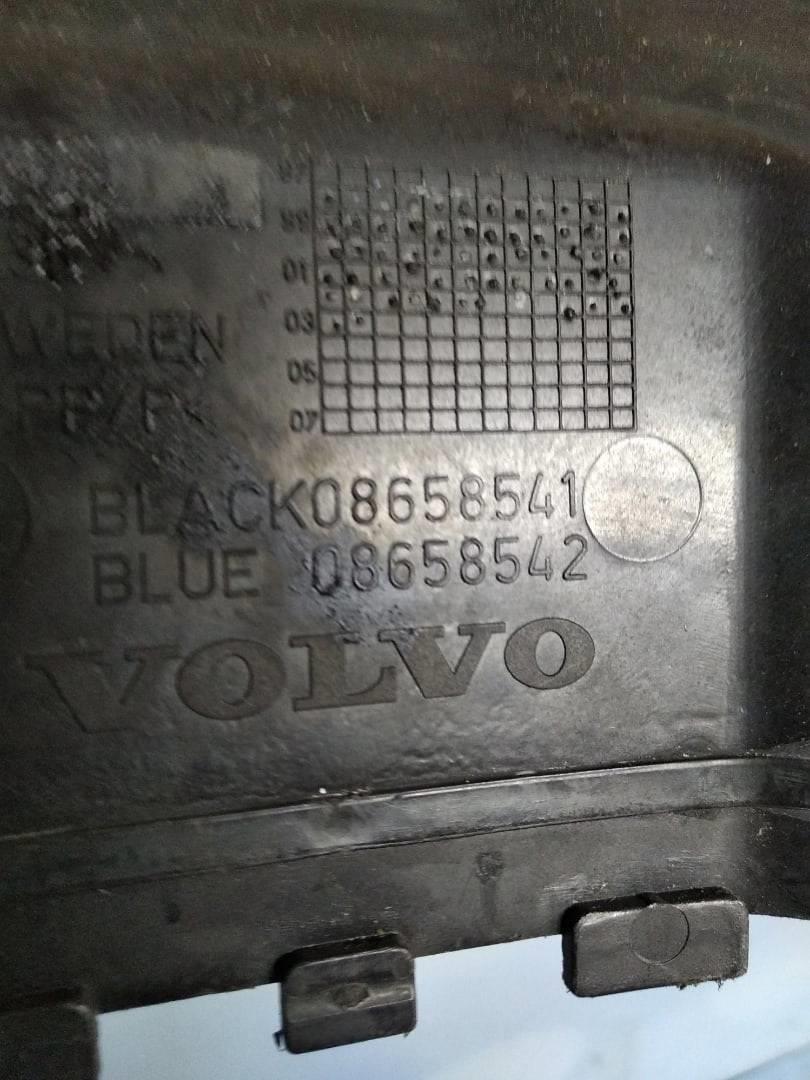 97
99
01
03
05
07
WEDEN
BLACK08658541
BLUE 08658542
VOLVO